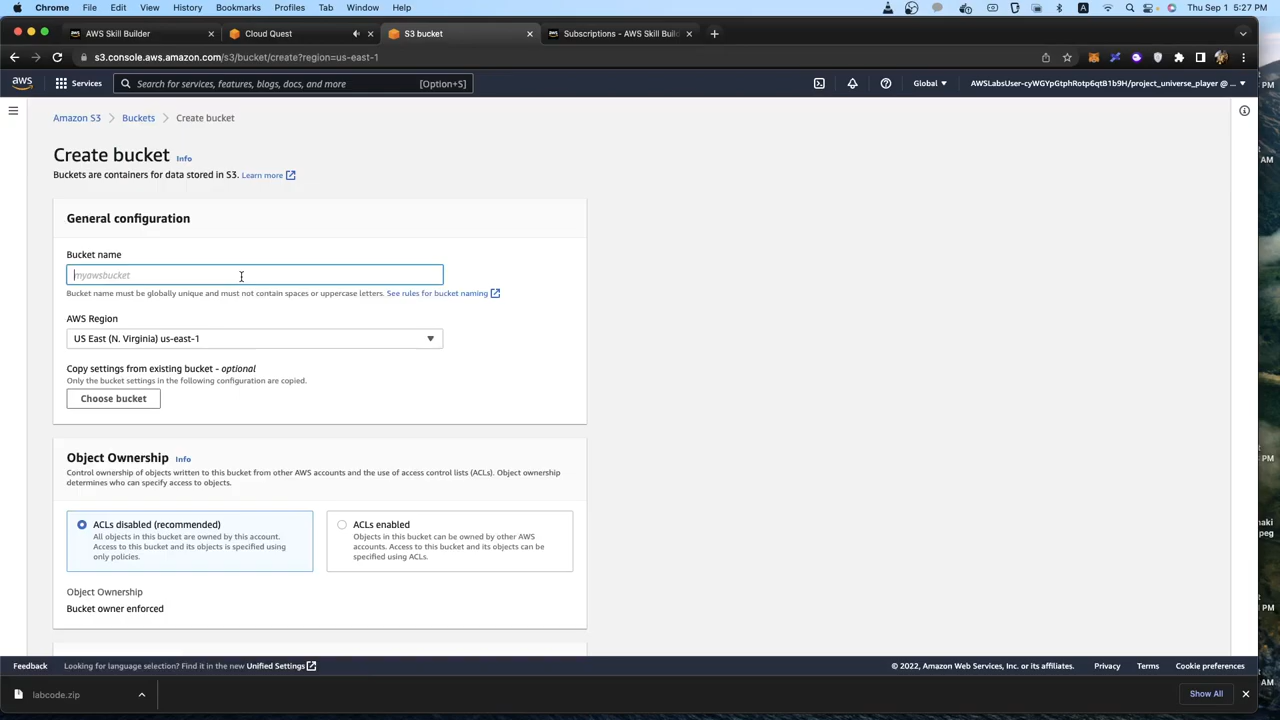 Chrome File Edit View History Bookmarks Profiles Tab Window Help A Thu Sep 1 5:27 PM
AWS Skill Builder Cloud Quest S3 bucket Subscriptions - AWS Skill Buil
s3.console.aws.amazon.com/s3/bucket/create?region=us-east-1
aws Services Search for services, features, blogs, docs, and more [Option+S] Global AWSLabsUser-cyWGYpGtphRotp6qtB1b9H/project_universe_player @ ...
Amazon S3 Buckets Create bucket
Create bucket Info
Buckets are containers for data stored in S3. Learn more
General configuration
Bucket name
myawsbucket
Bucket name must be globally unique and must not contain spaces or uppercase letters. See rules for bucket naming
AWS Region
US East (N. Virginia) us-east-1
Copy settings from existing bucket - optional
Only the bucket settings in the following configuration are copied.
Choose bucket
Object Ownership Info
Control ownership of objects written to this bucket from other AWS accounts and the use of access control lists (ACLs). Object ownership
determines who can specify access to objects.
ACLs disabled (recommended)
All objects in this bucket are owned by this account.
Access to this bucket and its objects is specified using
only policies.
ACLs enabled
Objects in this bucket can be owned by other AWS
accounts. Access to this bucket and its objects can be
specified using ACLs.
Object Ownership
Bucket owner enforced
Feedback Looking for language selection? Find it in the new Unified Settings © 2022, Amazon Web Services, Inc. or its affiliates. Privacy Terms Cookie preferences
labcode.zip Show All